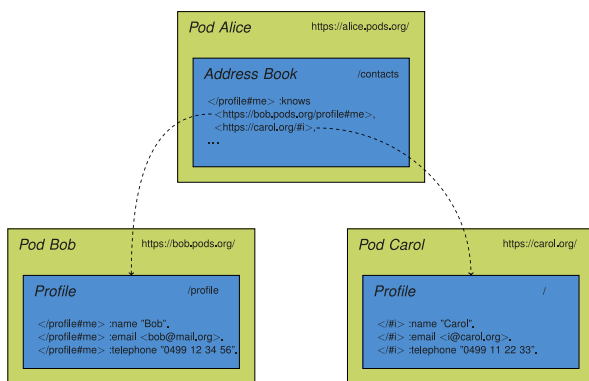 Pod Alice https://alice.pods.org/
Address Book /contacts
</profile#me> :knows
<https://bob.pods.org/profile#me>,
<https://carol.org/#i>,
...
Pod Bob https://bob.pods.org/
Profile /profile
</profile#me> :name "Bob".
</profile#me> :email <bob@mail.org>.
</profile#me> :telephone "0499 12 34 56".
Pod Carol https://carol.org/
Profile /
</#i> :name "Carol".
</#i> :email <i@carol.org>.
</#i> :telephone "0499 11 22 33".